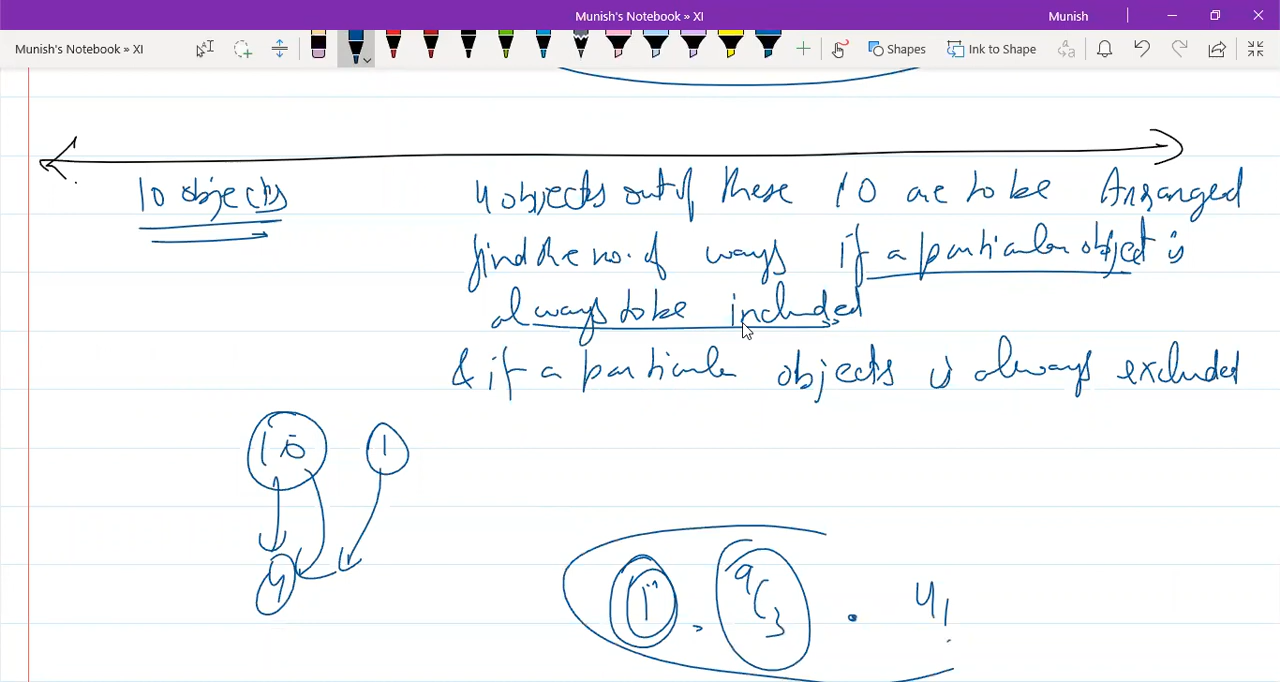 Munish's Notebook » XI
Munish
Munish's Notebook » XI
Shapes
Ink to Shape
10 objects
4 objects out of these 10 are to be Arranged
find the no. of ways if a particular object is
always to be included
& if a particular objects is always excluded
10 1
4
1 . 9C3 . 4!